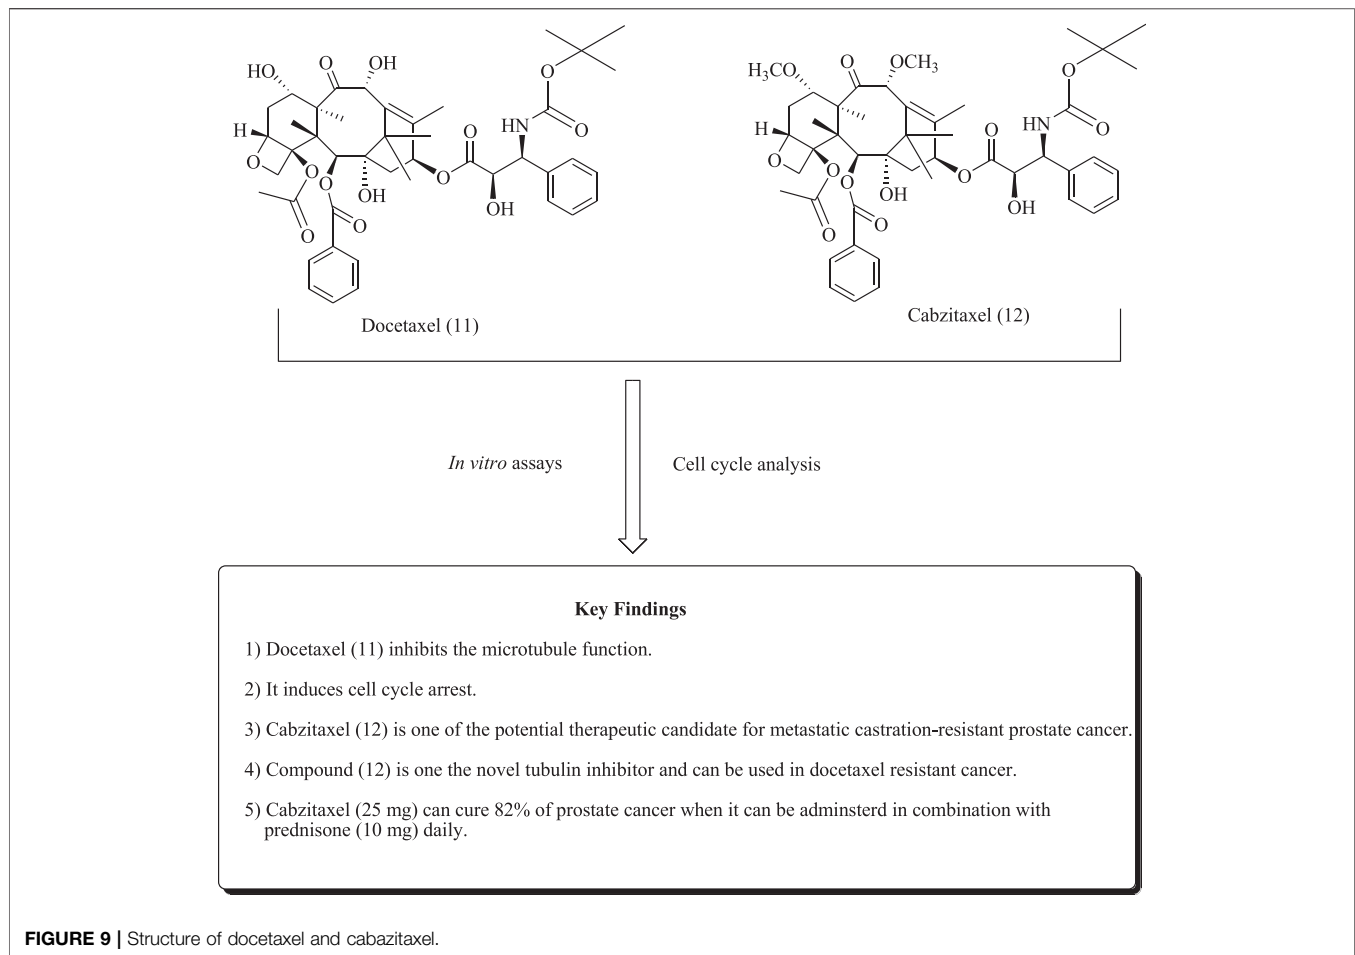 HO
O
OH
H
O
O
O
O
O
OH
O
O
O
OH
HN
O
O
H₃CO
O
OCH₃
H
O
O
O
O
O
OH
O
O
O
OH
HN
O
O
Docetaxel (11)
Cabzitaxel (12)
In vitro assays
Cell cycle analysis
Key Findings
1) Docetaxel (11) inhibits the microtubule function.
2) It induces cell cycle arrest.
3) Cabzitaxel (12) is one of the potential therapeutic candidate for metastatic castration-resistant prostate cancer.
4) Compound (12) is one the novel tubulin inhibitor and can be used in docetaxel resistant cancer.
5) Cabzitaxel (25 mg) can cure 82% of prostate cancer when it can be adminsterd in combination with
prednisone (10 mg) daily.
FIGURE 9 | Structure of docetaxel and cabazitaxel.